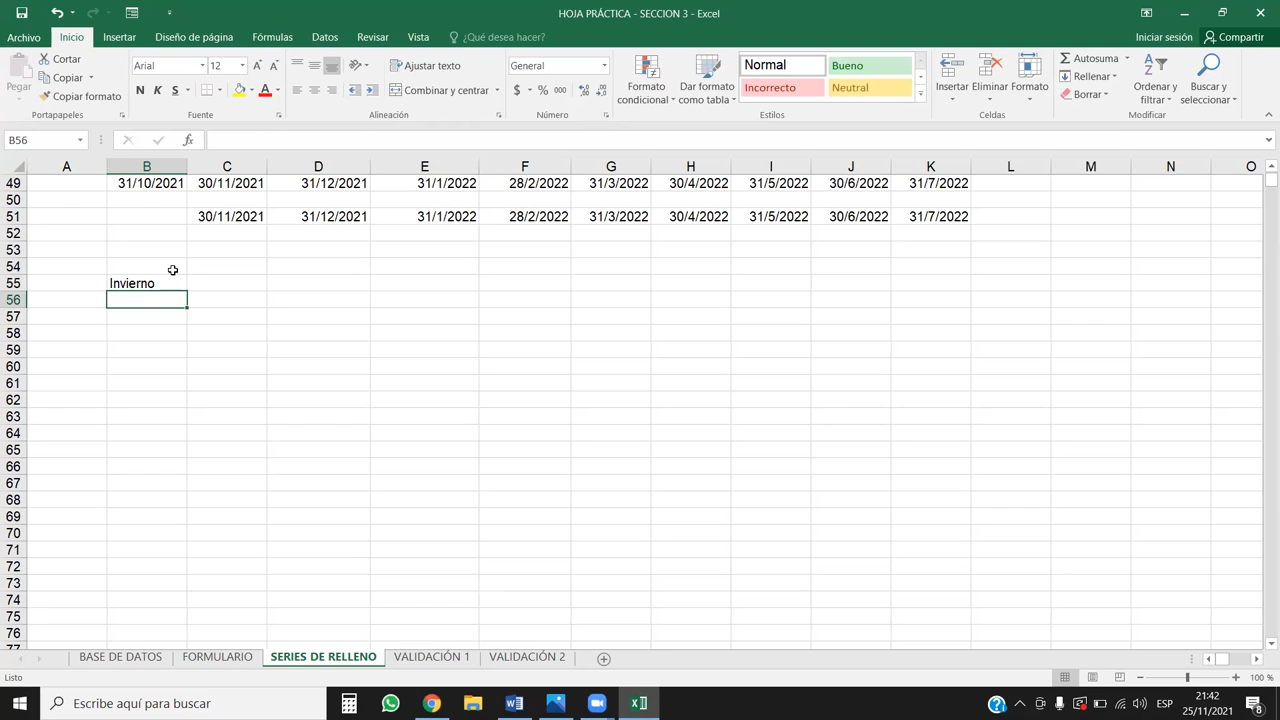 HOJA PRÁCTICA - SECCION 3 - Excel
Archivo Inicio Insertar Diseño de página Fórmulas Datos Revisar Vista ¿Qué desea hacer? Iniciar sesión Compartir
Pegar Cortar Copiar Copiar formato Portapapeles
Arial 12 N K S A Fuente
Ajustar texto Combinar y centrar Alineación
General $ % 000 Número
Formato condicional Dar formato como tabla Normal Bueno Incorrecto Neutral Estilos
Insertar Eliminar Formato Celdas
Autosuma Rellenar Borrar Ordenar y filtrar Buscar y seleccionar Modificar
B56 fx
A B C D E F G H I J K L M N O
49 31/10/2021 30/11/2021 31/12/2021 31/1/2022 28/2/2022 31/3/2022 30/4/2022 31/5/2022 30/6/2022 31/7/2022
50
51 30/11/2021 31/12/2021 31/1/2022 28/2/2022 31/3/2022 30/4/2022 31/5/2022 30/6/2022 31/7/2022
52
53
54
55 Invierno
56
57
58
59
60
61
62
63
64
65
66
67
68
69
70
71
72
73
74
75
76
BASE DE DATOS FORMULARIO SERIES DE RELLENO VALIDACIÓN 1 VALIDACIÓN 2
Listo 100 %
Escribe aquí para buscar ESP 21:42
25/11/2021 8